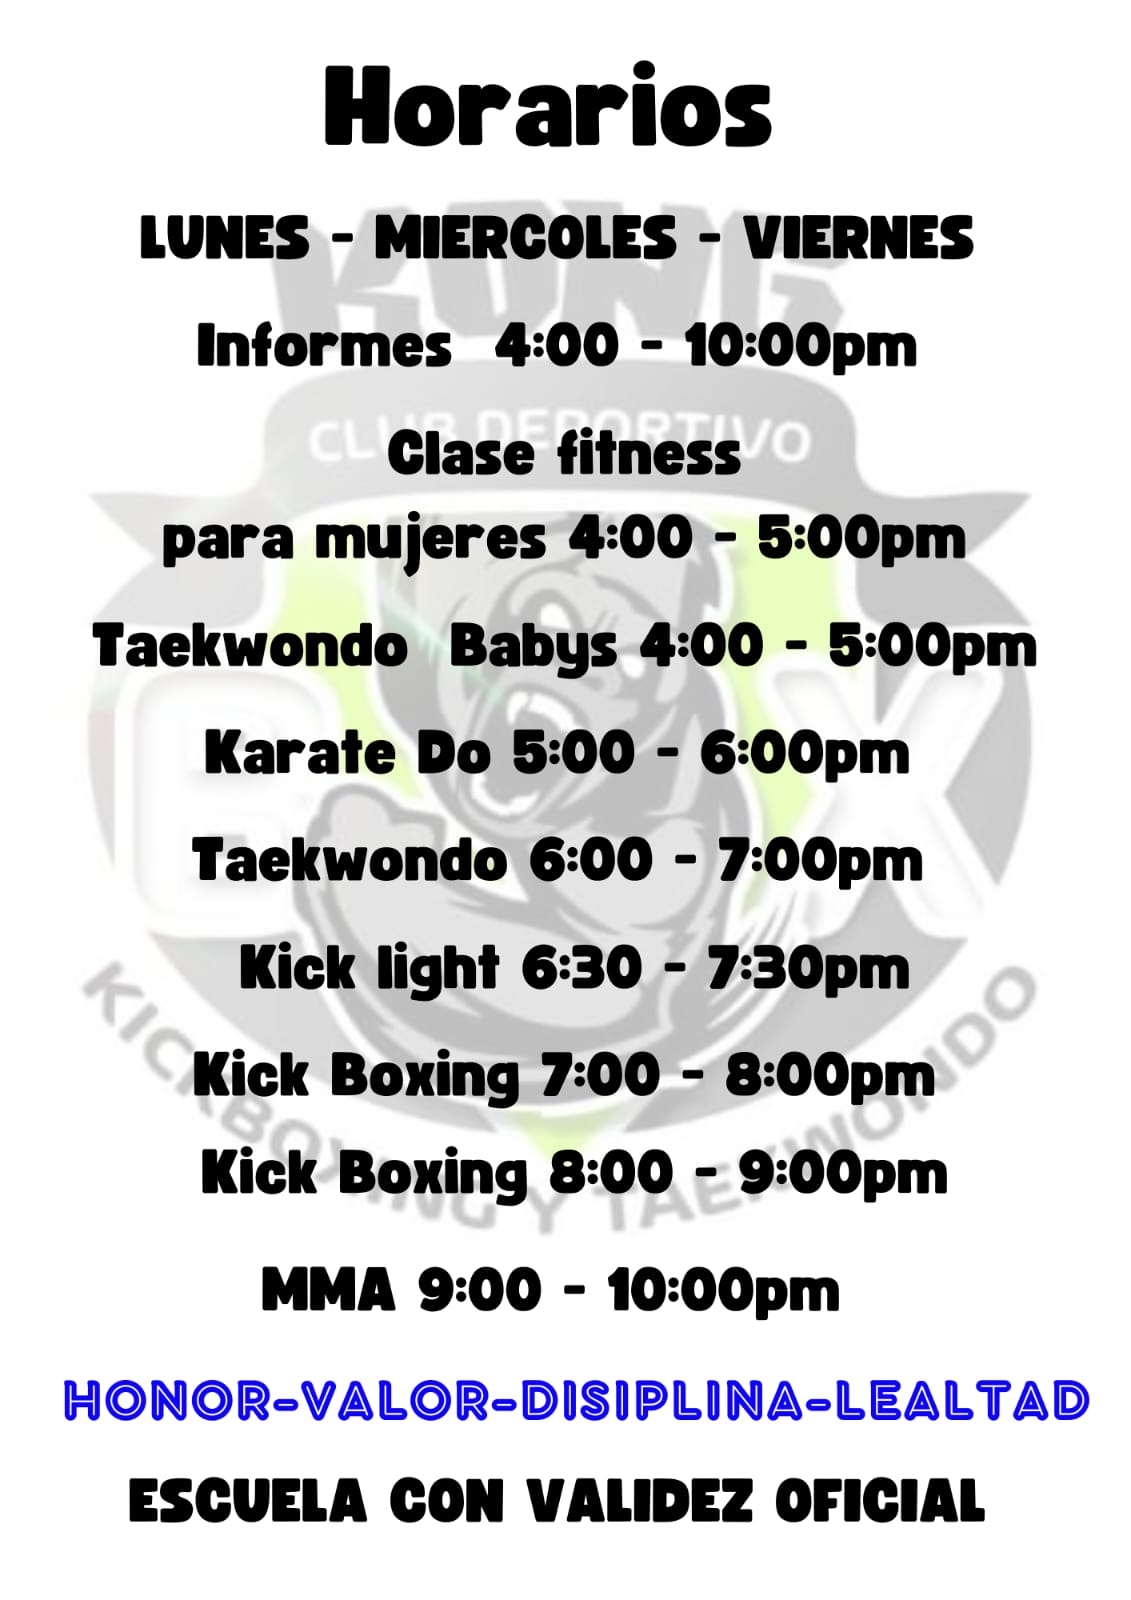 Horarios
LUNES - MIERCOLES - VIERNES
Informes 4:00 - 10:00pm
Clase fitness
para mujeres 4:00 - 5:00pm
Taekwondo Babys 4:00 - 5:00pm
Karate Do 5:00 - 6:00pm
Taekwondo 6:00 - 7:00pm
Kick light 6:30 - 7:30pm
Kick Boxing 7:00 - 8:00pm
Kick Boxing 8:00 - 9:00pm
MMA 9:00 - 10:00pm
HONOR-VALOR-DISIPLINA-LEALTAD
ESCUELA CON VALIDEZ OFICIAL
KONG
CLUB DEPORTIVO
BOX
KICKBOXING Y TAEKWONDO